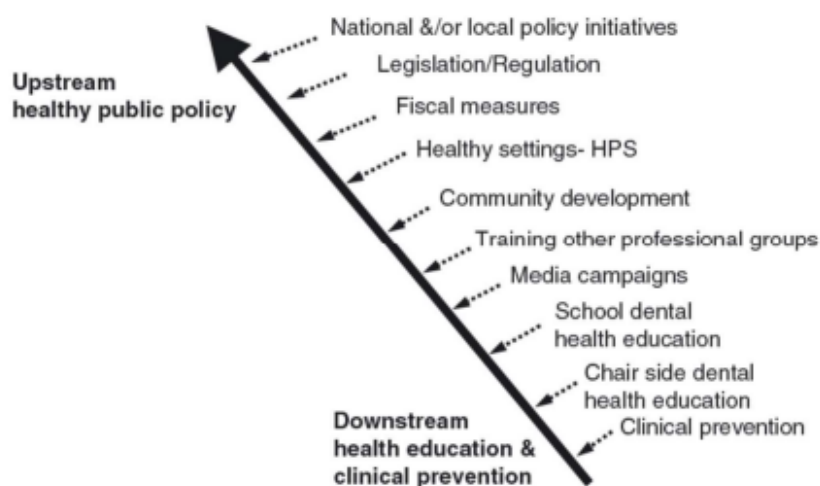 National &/or local policy initiatives
Legislation/Regulation
Upstream
healthy public policy
Fiscal measures
Healthy settings- HPS
Community development
Training other professional groups
Media campaigns
School dental
health education
Chair side dental
health education
Downstream
health education &
clinical prevention
Clinical prevention